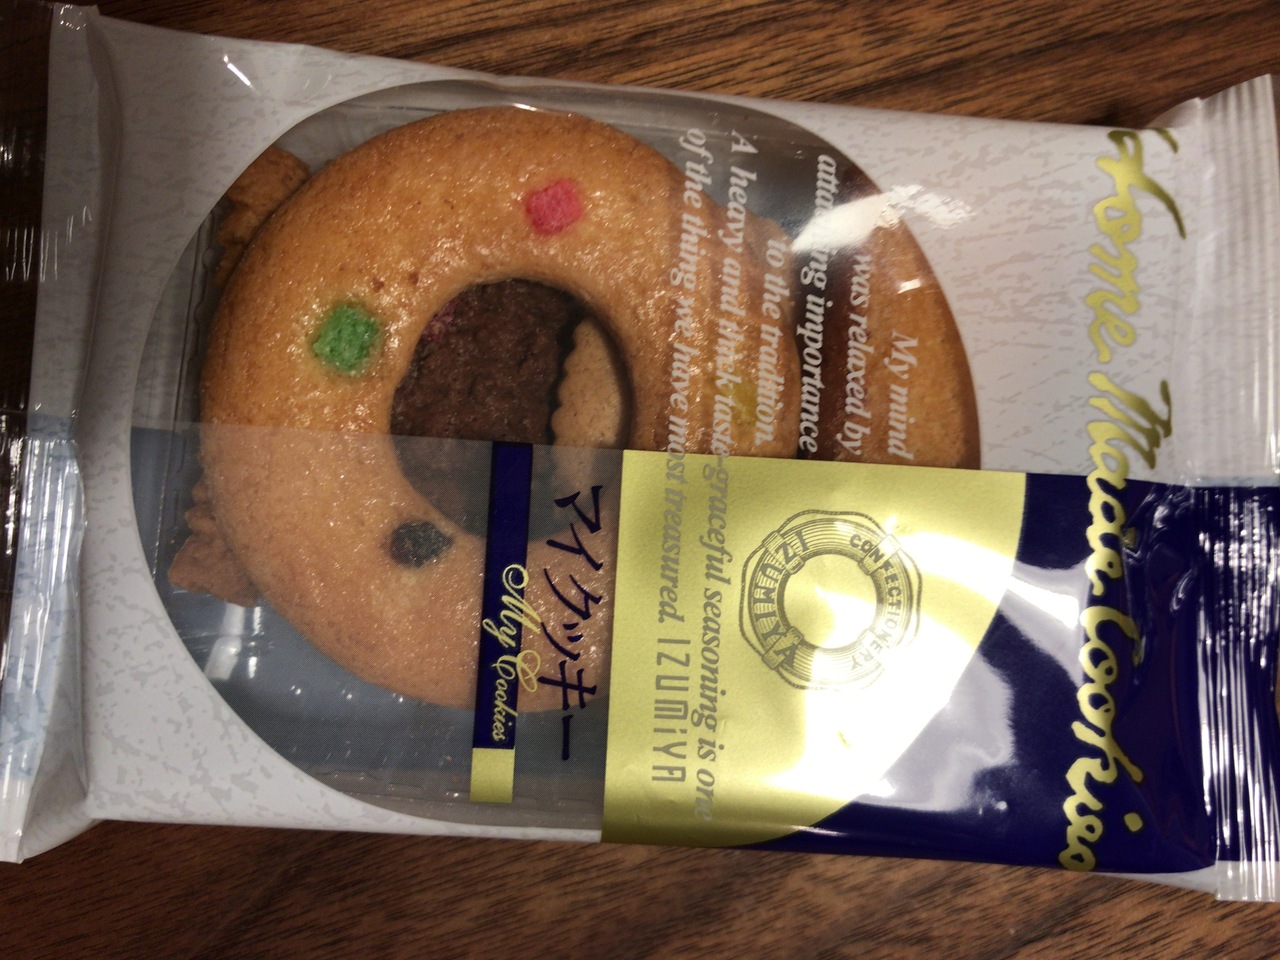 Home Made Cookies
My mind
was relaxed by
attaching importance
to the tradition.
A heavy and thick taste-graceful seasoning is one
of the thing we have most treasured.
IZUMiYA
CONFECTIONERY
マイクッキー
My Cookies